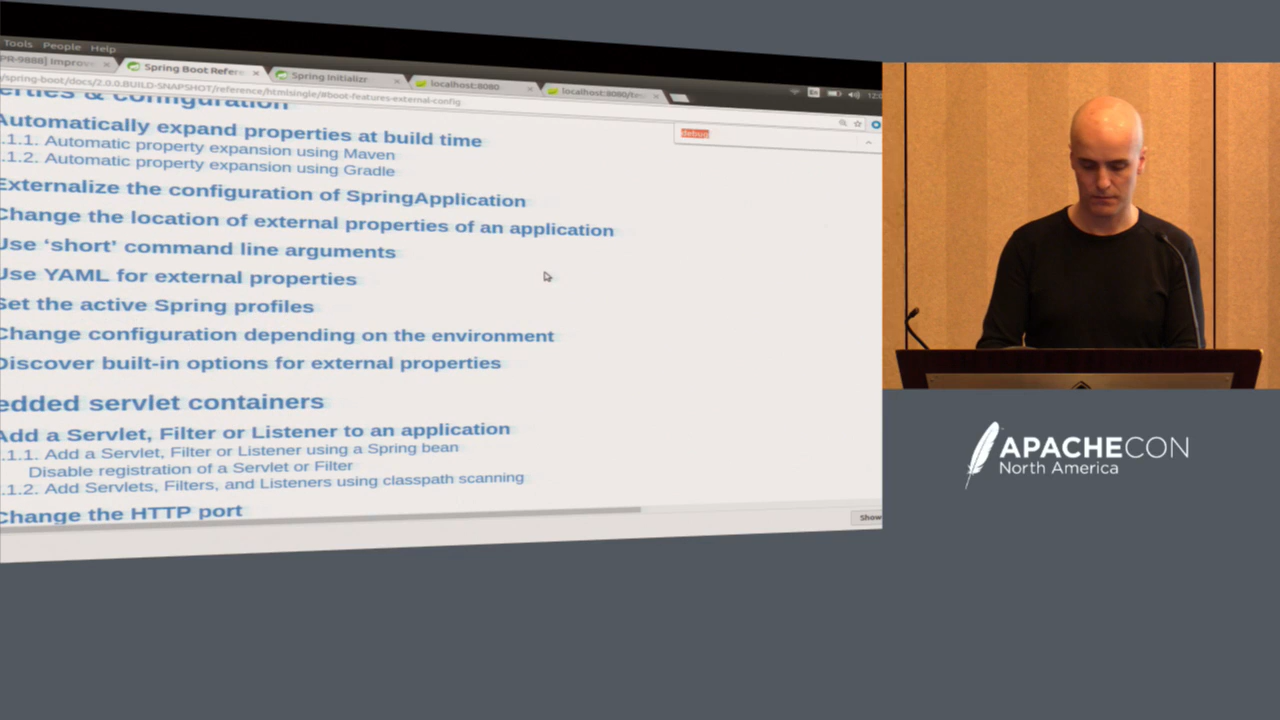 Tools People Help
PR-9888] Improv
Spring Boot Refer
Spring Initializr
localhost:8080
localhost:8080/te
/spring-boot/docs/2.0.0.BUILD-SNAPSHOT/reference/htmlsingle/#boot-features-external-config
En
debug
erties & configuration
Automatically expand properties at build time
.1.1. Automatic property expansion using Maven
.1.2. Automatic property expansion using Gradle
Externalize the configuration of SpringApplication
Change the location of external properties of an application
Use ‘short’ command line arguments
Use YAML for external properties
Set the active Spring profiles
Change configuration depending on the environment
Discover built-in options for external properties
edded servlet containers
Add a Servlet, Filter or Listener to an application
.1.1. Add a Servlet, Filter or Listener using a Spring bean
Disable registration of a Servlet or Filter
.1.2. Add Servlets, Filters, and Listeners using classpath scanning
Change the HTTP port
Show
APACHECON
North America